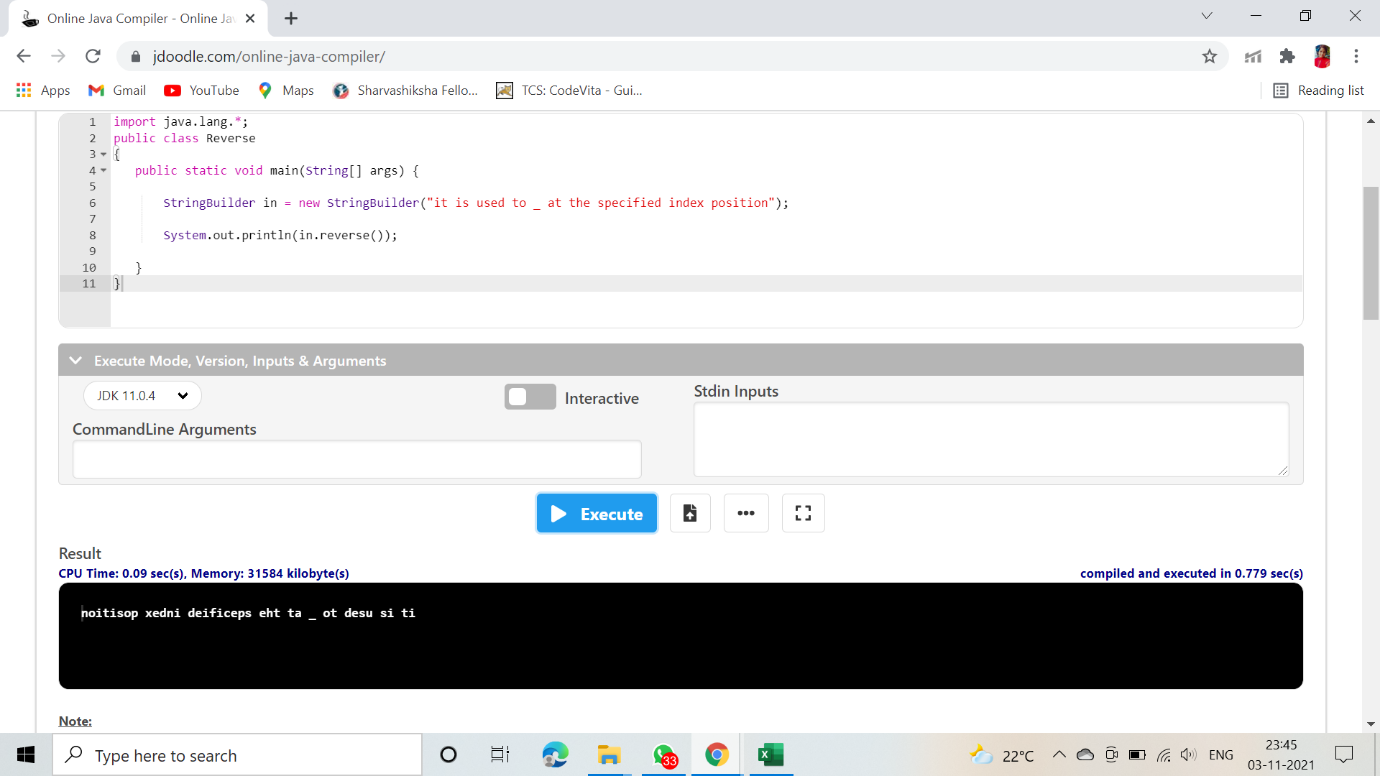 Online Java Compiler - Online Ja
jdoodle.com/online-java-compiler/
Apps Gmail YouTube Maps Sharvashiksha Fello... TCS: CodeVita - Gui... Reading list
1 import java.lang.*;
2 public class Reverse
3 {
4 public static void main(String[] args) {
5
6 StringBuilder in = new StringBuilder("it is used to _ at the specified index position");
7
8 System.out.println(in.reverse());
9
10 }
11 }
Execute Mode, Version, Inputs & Arguments
JDK 11.0.4 Interactive Stdin Inputs
CommandLine Arguments
Execute
Result
CPU Time: 0.09 sec(s), Memory: 31584 kilobyte(s) compiled and executed in 0.779 sec(s)
noitisop xedni deificeps eht ta _ ot desu si ti
Note:
Type here to search 33 22°C ENG 23:45
03-11-2021